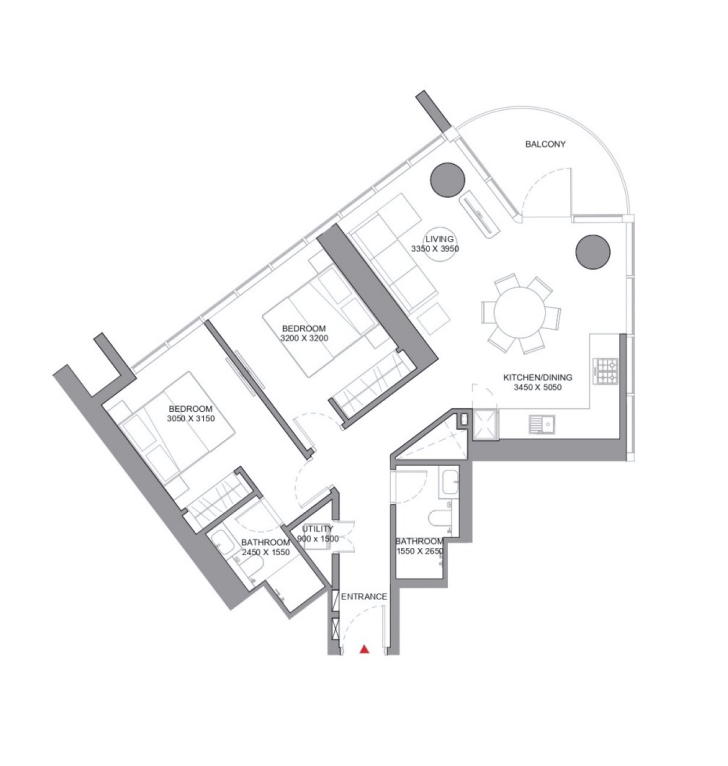 BALCONY
LIVING
3350 X 3950
BEDROOM
3200 X 3200
KITCHEN/DINING
3450 X 5050
BEDROOM
3050 X 3150
UTILITY
900 x 1500
BATHROOM
2450 X 1550
BATHROOM
1550 X 2650
ENTRANCE